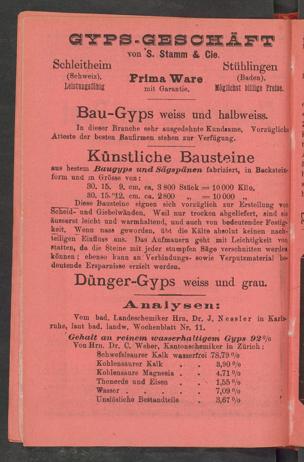 GYPS-GESCHÄFT
von S. Stamm & Cie.
Schleitheim Stühlingen
(Schweiz), (Baden),
Leistungsfähig Prima Ware Möglichst billige Preise.
mit Garantie,
Bau-Gyps weiss und halbweiss.
In dieser Branche sehr ausgedehnte Kundsame, Vorzüglich
Atteste der besten Baufirmen stehen zur Verfügung.
Künstliche Bausteine
aus bestem Baugyps und Sägspänen fabriziert, in Backstein-
form und in Grösse von:
30. 15. 9. cm, ca. 3 800 Stück = 10 000 Kilo,
30. 15. 12. cm. ca. 2 800 „ = 10 000 „
Diese Bausteine eignen sich vorzüglich zur Erstellung von
Scheid- und Giebelwänden. Weil nur trocken abgeliefert, sind sie
äusserst leicht und warmhaltend, und auch von bedeutender Festig-
keit. Wenn nass geworden, übt die Kälte absolut keinen nach-
teiligen Einfluss aus. Das Aufmauern geht mit Leichtigkeit von
statten, da die Steine mit jeder stumpfen Säge verschnitten werden
können; ebenso kann an Verbindungs- sowie Verputzmaterial be-
deutende Ersparnisse erzielt werden.
Dünger-Gyps weiss und grau.
Analysen:
Vom bad. Landeschemiker Hrn. Dr. J. Nessler in Karls-
ruhe, laut bad. landw. Wochenblatt Nr. 11.
Gehalt an reinem wasserhaltigem Gyps 92%
Von Hrn. Dr. C. Weber, Kantonschemiker in Zürich:
Schwefelsaurer Kalk wasserfrei 78,79 %
Kohlensaurer Kalk . . 3,90 %
Kohlensaure Magnesia . . 4,71 %
Thonerde und Eisen . . 1,55 %
Wasser . . . . 7,09 %
Unslösliche Bestandteile . 3,67 %